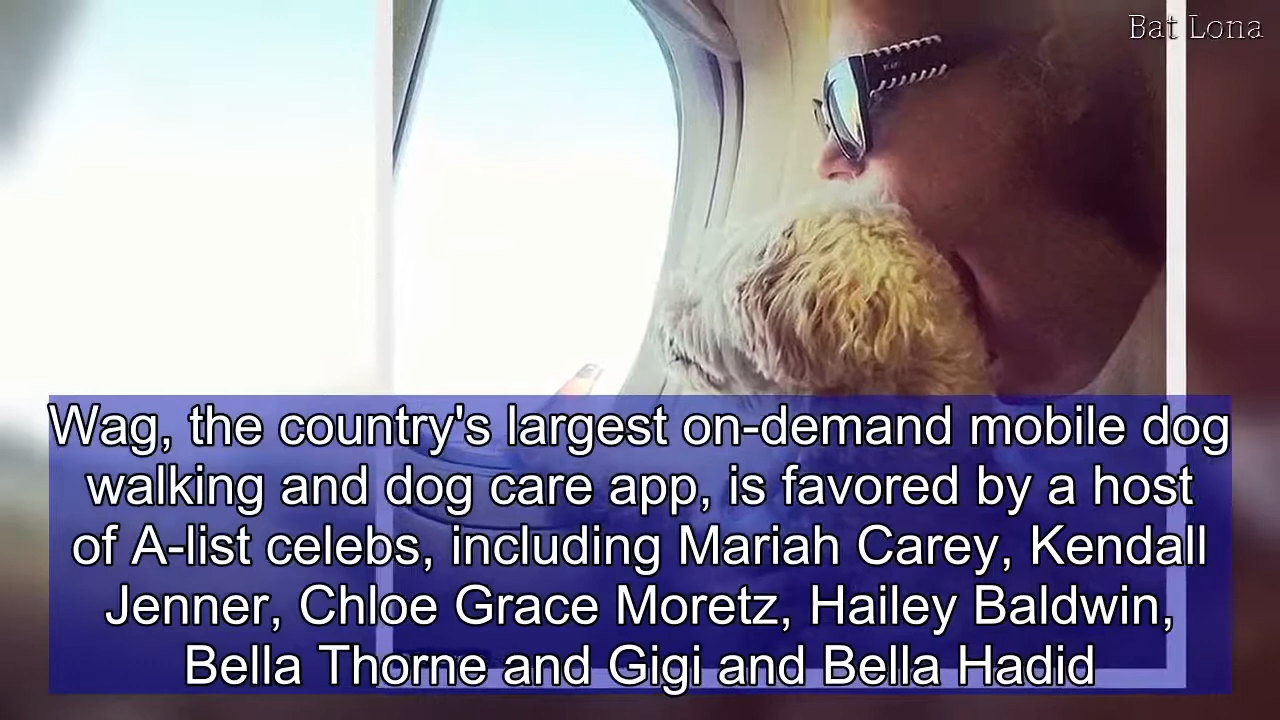 Bat Lona
Wag, the country's largest on-demand mobile dog
walking and dog care app, is favored by a host
of A-list celebs, including Mariah Carey, Kendall
Jenner, Chloe Grace Moretz, Hailey Baldwin,
Bella Thorne and Gigi and Bella Hadid